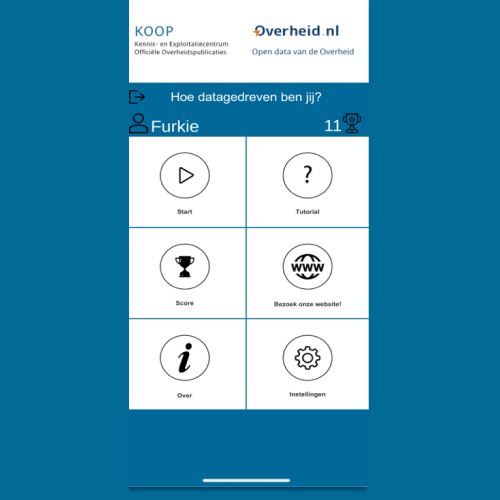 KOOP
Kennis- en Exploitatiecentrum
Officiële Overheidspublicaties
Overheid.nl
Open data van de Overheid
Hoe datagedreven ben jij?
Furkie
11
Start
?
Tutorial
Score
WWW
Bezoek onze website!
i
Over
Instellingen